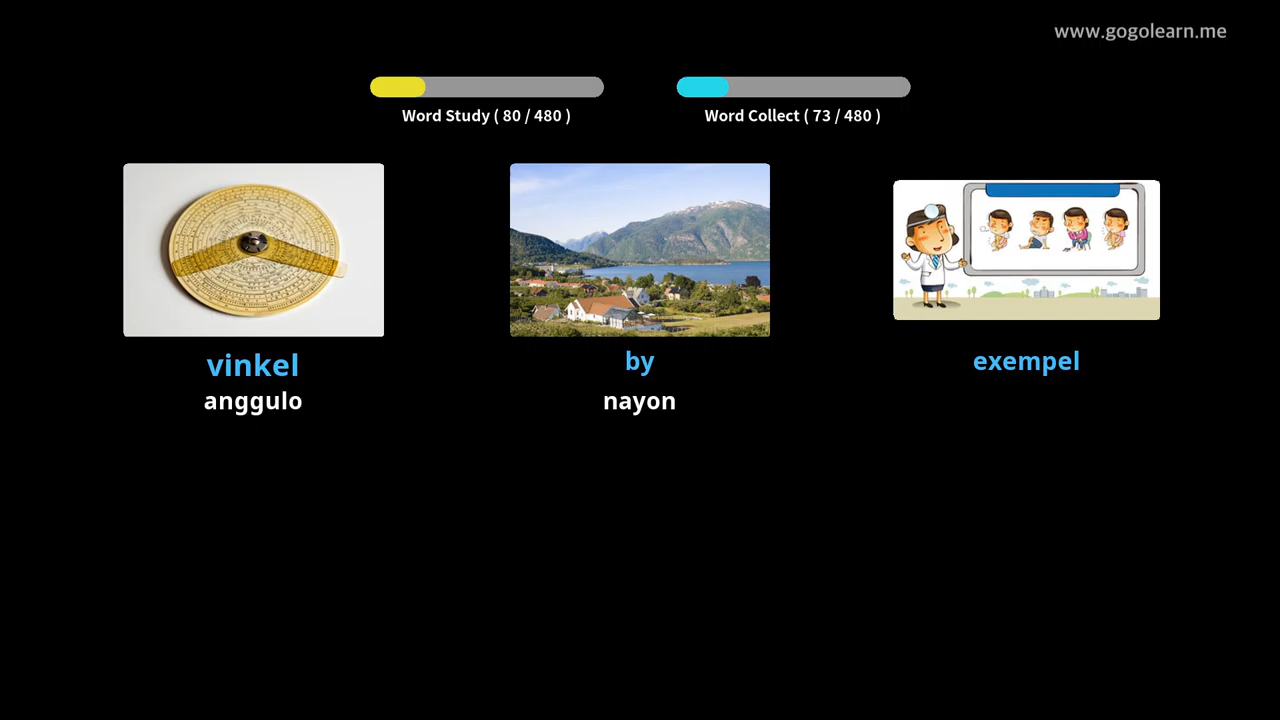 www.gogolearn.me
Word Study ( 80 / 480 )
Word Collect ( 73 / 480 )
vinkel
anggulo
by
nayon
exempel